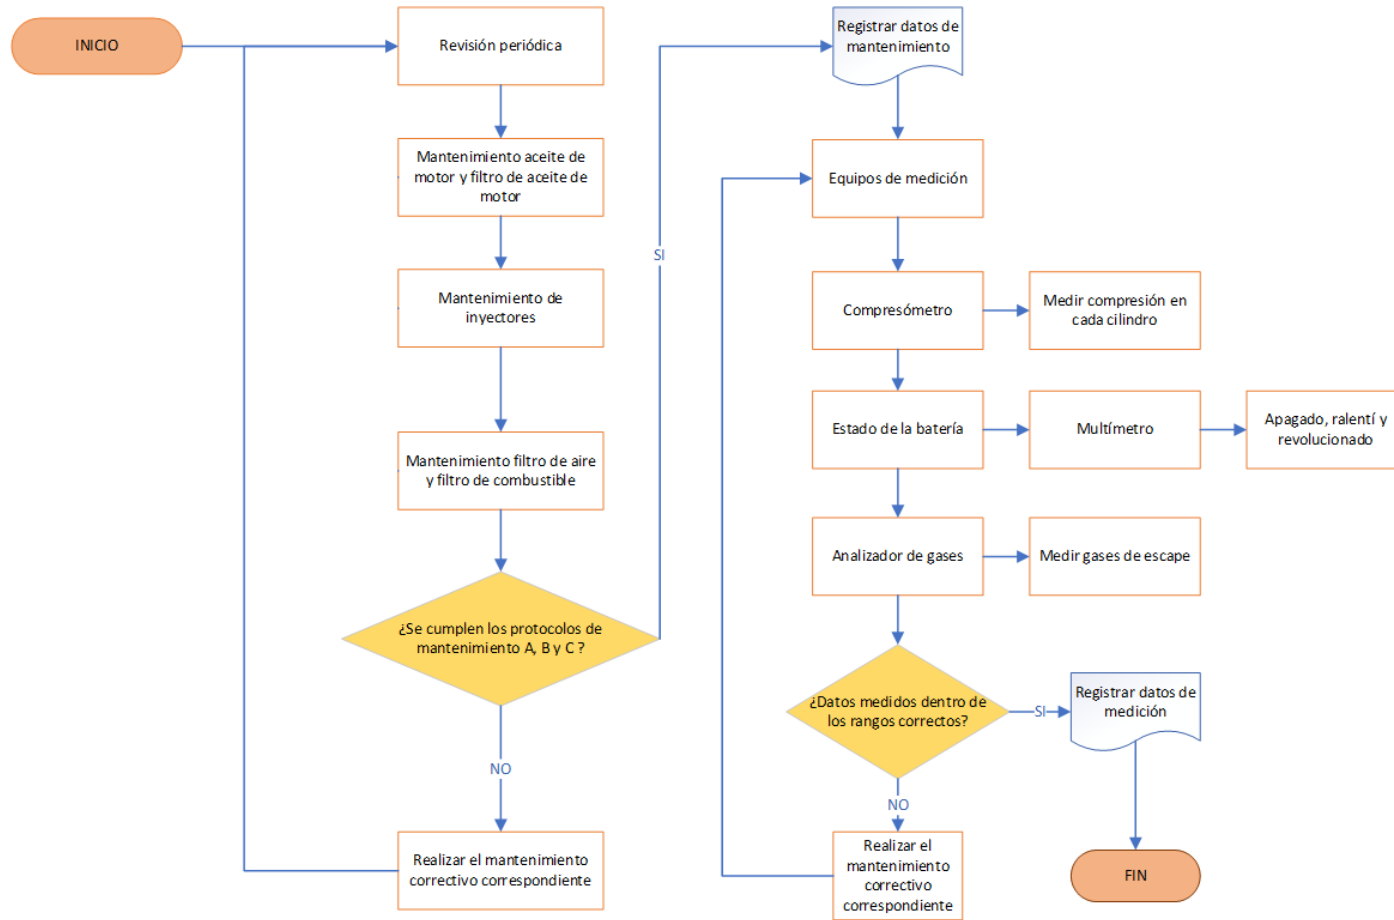 INICIO
Revisión periódica
Mantenimiento aceite de
motor y filtro de aceite de
motor
Mantenimiento de
inyectores
Mantenimiento filtro de aire
y filtro de combustible
¿Se cumplen los protocolos de
mantenimiento A, B y C ?
NO
Realizar el mantenimiento
correctivo correspondiente
SI
Registrar datos de
mantenimiento
Equipos de medición
Compresómetro
Medir compresión en
cada cilindro
Estado de la batería
Multímetro
Apagado, ralentí y
revolucionado
Analizador de gases
Medir gases de escape
¿Datos medidos dentro de
los rangos correctos?
SI
Registrar datos de
medición
NO
Realizar el
mantenimiento
correctivo
correspondiente
FIN